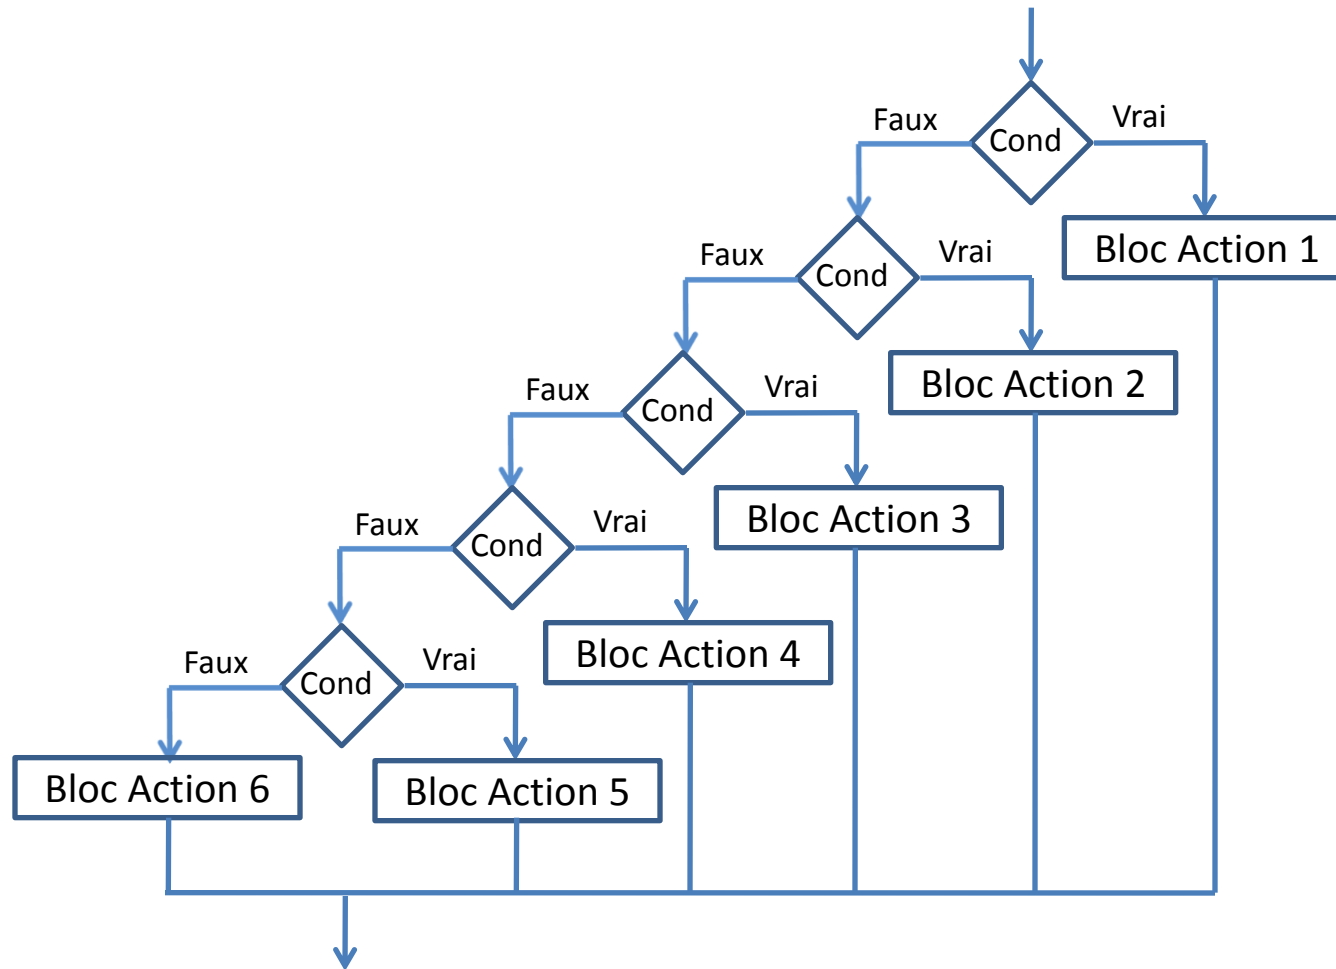 Faux
Cond
Vrai
Bloc Action 1
Faux
Cond
Vrai
Bloc Action 2
Faux
Cond
Vrai
Bloc Action 3
Faux
Cond
Vrai
Bloc Action 4
Faux
Cond
Vrai
Bloc Action 6
Bloc Action 5